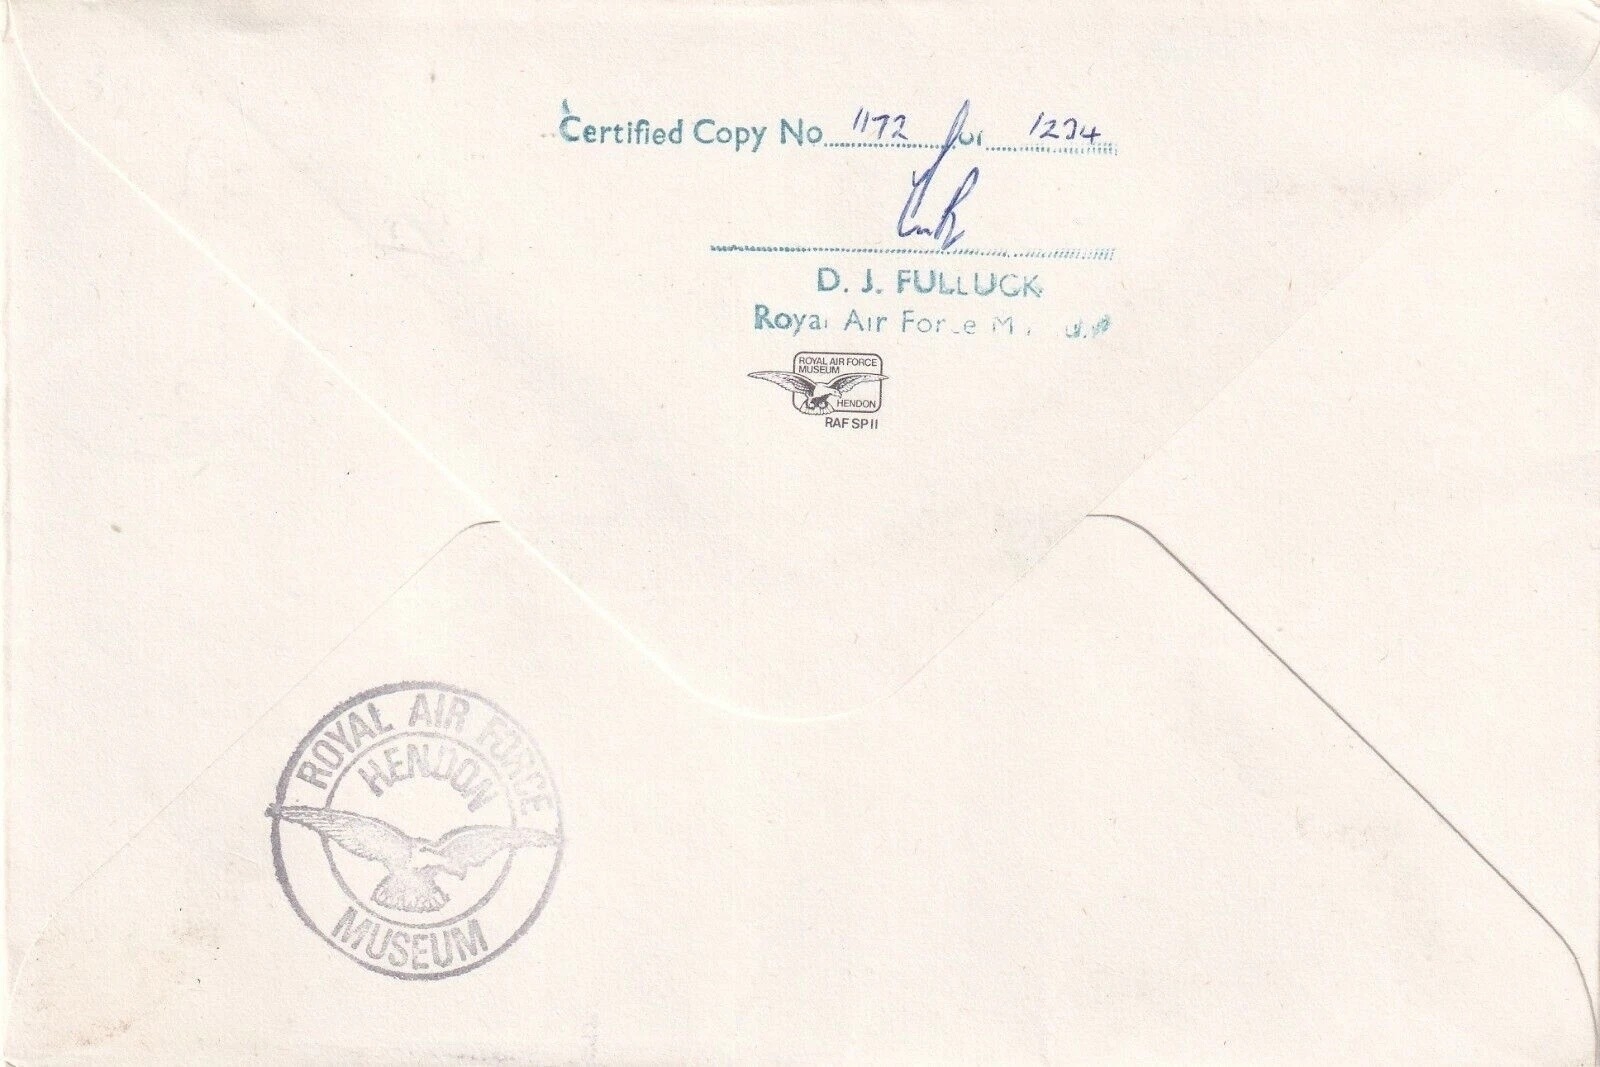 Certified Copy No 1172 of 1234
D. J. FULLUCK
Royal Air Force
ROYAL AIR FORCE
MUSEUM
HENDON
RAF SP11
ROYAL AIR FORCE
HENDON
MUSEUM